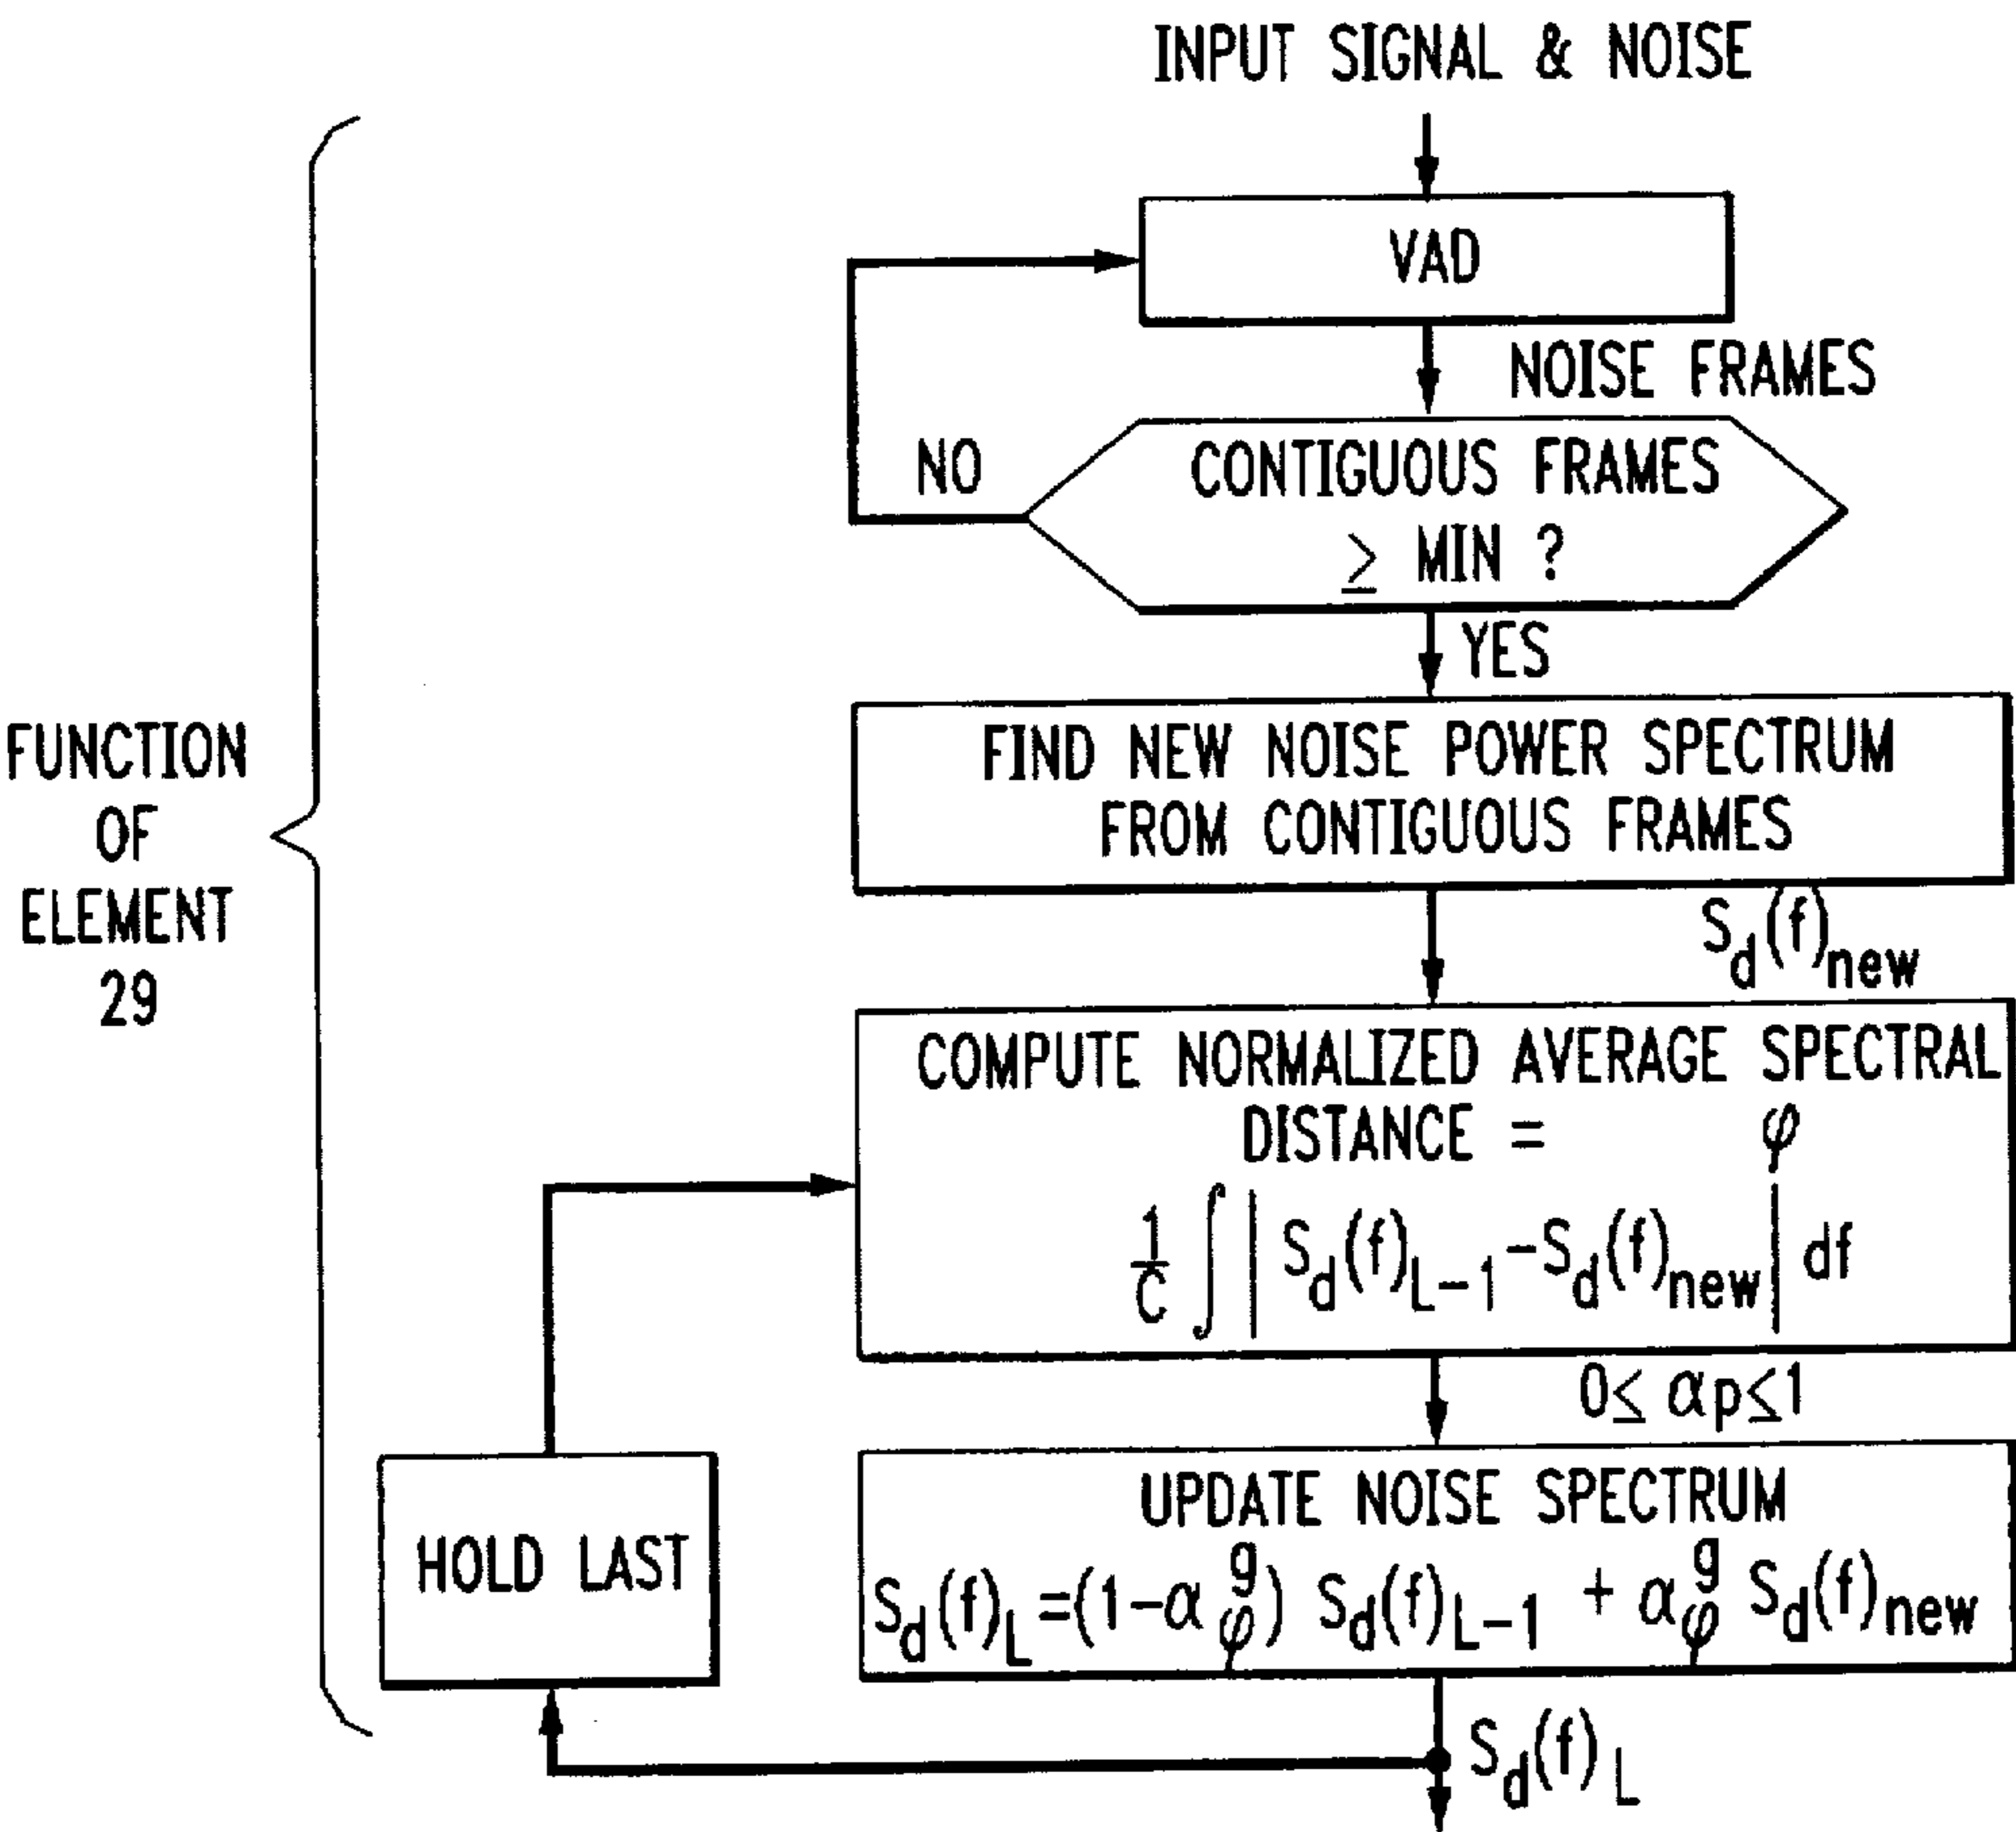 INPUT SIGNAL & NOISE
VAD
NOISE FRAMES
NO
CONTIGUOUS FRAMES
≥ MIN ?
YES
FIND NEW NOISE POWER SPECTRUM
FROM CONTIGUOUS FRAMES
S_d(f)_new
FUNCTION
OF
ELEMENT
29
COMPUTE NORMALIZED AVERAGE SPECTRAL
DISTANCE = φ
1/C ∫ | S_d(f)_L-1 - S_d(f)_new | df
0≤ αp≤1
UPDATE NOISE SPECTRUM
S_d(f)_L =(1-α φ^g) S_d(f)_L-1 + α φ^g S_d(f)_new
HOLD LAST
S_d(f)_L